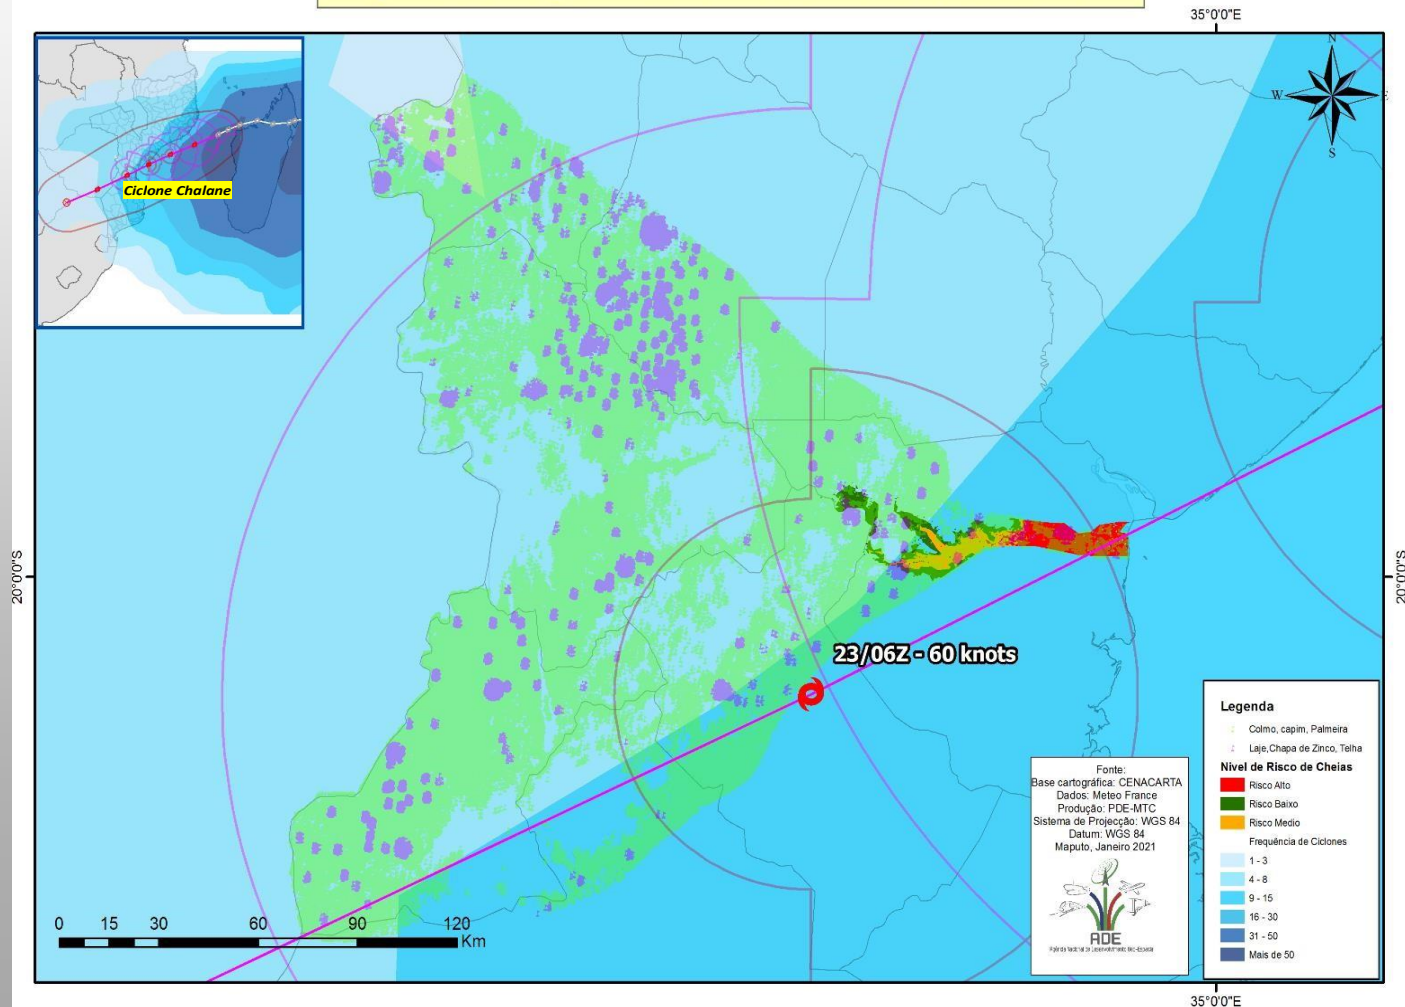 35°0'0"E
Ciclone Chalane
N
W
E
S
20°0'0"S
20°0'0"S
23/06Z - 60 knots
Legenda
Colmo, capim, Palmeira
Laje,Chapa de Zinco, Telha
Nivel de Risco de Cheias
Risco Alto
Risco Baixo
Risco Medio
Frequência de Ciclones
1 - 3
4 - 8
9 - 15
16 - 30
31 - 50
Mais de 50
Fonte:
Base cartográfica: CENACARTA
Dados: Meteo France
Produção: PDE-MTC
Sistema de Projecção: WGS 84
Datum: WGS 84
Maputo, Janeiro 2021
ADE
0 15 30 60 90 120
Km
35°0'0"E